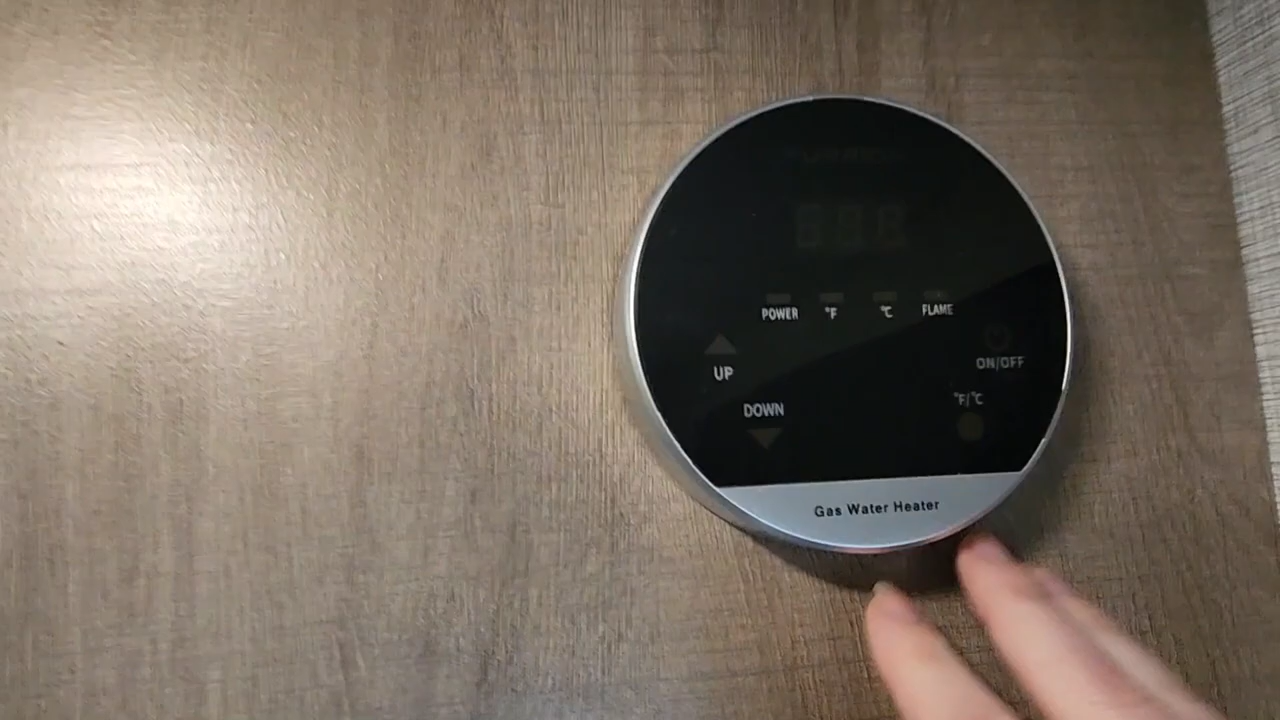 POWER °F °C FLAME
UP
ON/OFF
DOWN
°F/°C
Gas Water Heater